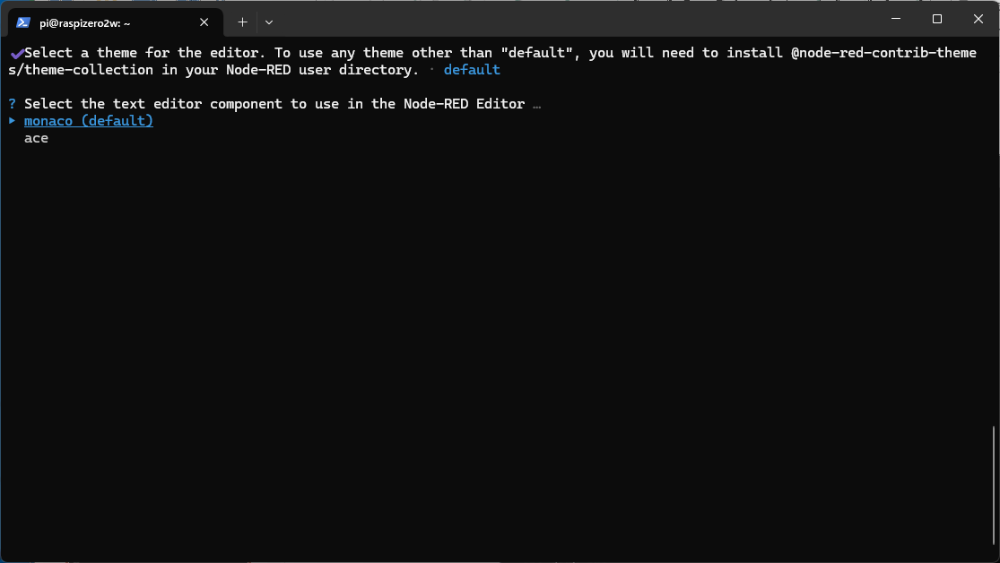 pi@raspizero2w: ~
✔Select a theme for the editor. To use any theme other than "default", you will need to install @node-red-contrib-theme
s/theme-collection in your Node-RED user directory. · default
? Select the text editor component to use in the Node-RED Editor …
▸ monaco (default)
ace